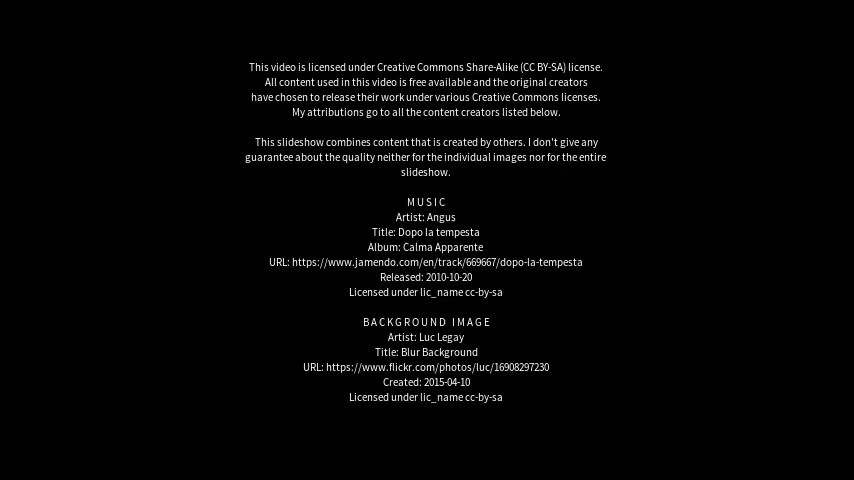 This video is licensed under Creative Commons Share-Alike (CC BY-SA) license.
All content used in this video is free available and the original creators
have chosen to release their work under various Creative Commons licenses.
My attributions go to all the content creators listed below.
This slideshow combines content that is created by others. I don't give any
guarantee about the quality neither for the individual images nor for the entire
slideshow.
MUSIC
Artist: Angus
Title: Dopo la tempesta
Album: Calma Apparente
URL: https://www.jamendo.com/en/track/669667/dopo-la-tempesta
Released: 2010-10-20
Licensed under lic_name cc-by-sa
BACKGROUND IMAGE
Artist: Luc Legay
Title: Blur Background
URL: https://www.flickr.com/photos/luc/16908297230
Created: 2015-04-10
Licensed under lic_name cc-by-sa